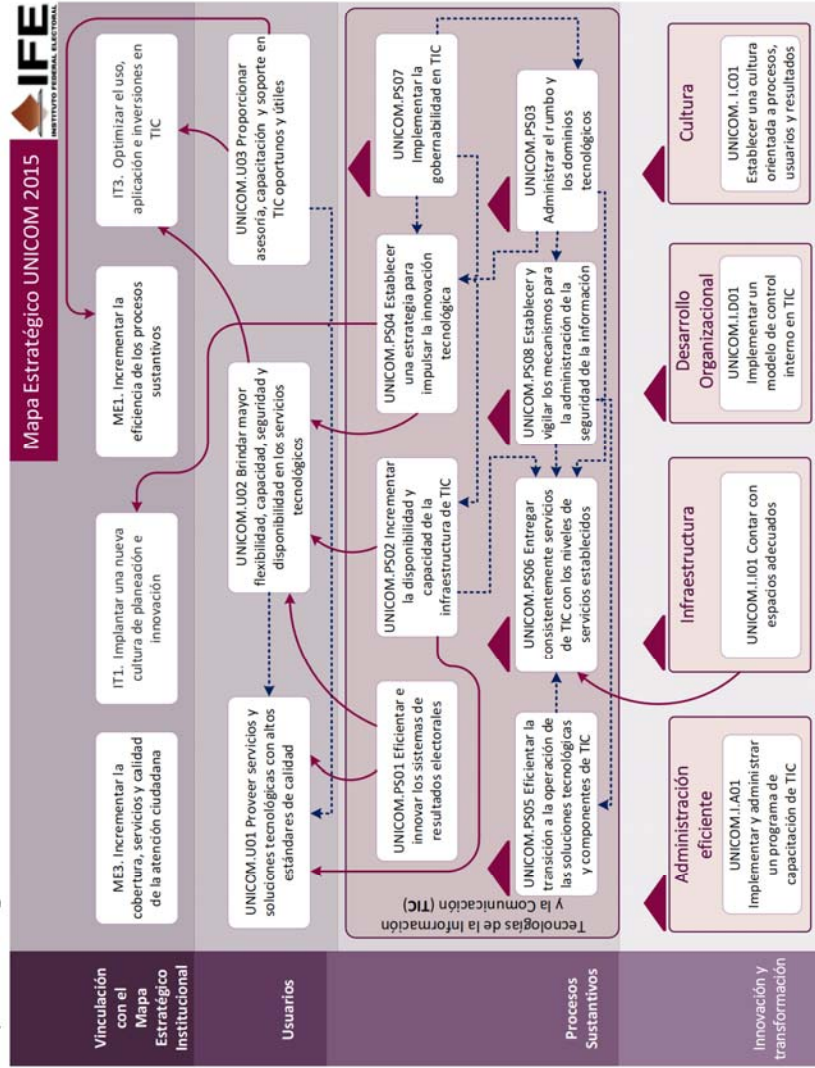 Mapa Estratégico UNICOM 2015
IFE
INSTITUTO FEDERAL ELECTORAL
Vinculación
con el
Mapa
Estratégico
Institucional
ME3. Incrementar la
cobertura, servicios y calidad
de la atención ciudadana
IT1. Implantar una nueva
cultura de planeación e
innovación
ME1. Incrementar la
eficiencia de los procesos
sustantivos
IT3. Optimizar el uso,
aplicación e inversiones en
TIC
Usuarios
UNICOM.U01 Proveer servicios y
soluciones tecnológicas con altos
estándares de calidad
UNICOM.U02 Brindar mayor
flexibilidad, capacidad, seguridad y
disponibilidad en los servicios
tecnológicos
UNICOM.U03 Proporcionar
asesoría, capacitación y soporte en
TIC oportunos y útiles
Procesos
Sustantivos
Tecnologías de la Información
y la Comunicación (TIC)
UNICOM.PS01 Eficientar e
innovar los sistemas de
resultados electorales
UNICOM.PS02 Incrementar
la disponibilidad y
capacidad de la
infraestructura de TIC
UNICOM.PS04 Establecer
una estrategia para
impulsar la innovación
tecnológica
UNICOM.PS07
Implementar la
gobernabilidad en TIC
UNICOM.PS05 Eficientar la
transición a la operación de
las soluciones tecnológicas
y componentes de TIC
UNICOM.PS06 Entregar
consistentemente servicios
de TIC con los niveles de
servicios establecidos
UNICOM.PS08 Establecer y
vigilar los mecanismos para
la administración de la
seguridad de la información
UNICOM.PS03
Administrar el rumbo y
los dominios
tecnológicos
Innovación y
transformación
Administración
eficiente
UNICOM.I.A01
Implementar y administrar
un programa de
capacitación de TIC
Infraestructura
UNICOM.I.I01 Contar con
espacios adecuados
Desarrollo
Organizacional
UNICOM.I.D01
Implementar un
modelo de control
interno en TIC
Cultura
UNICOM. I.C01
Establecer una cultura
orientada a procesos,
usuarios y resultados